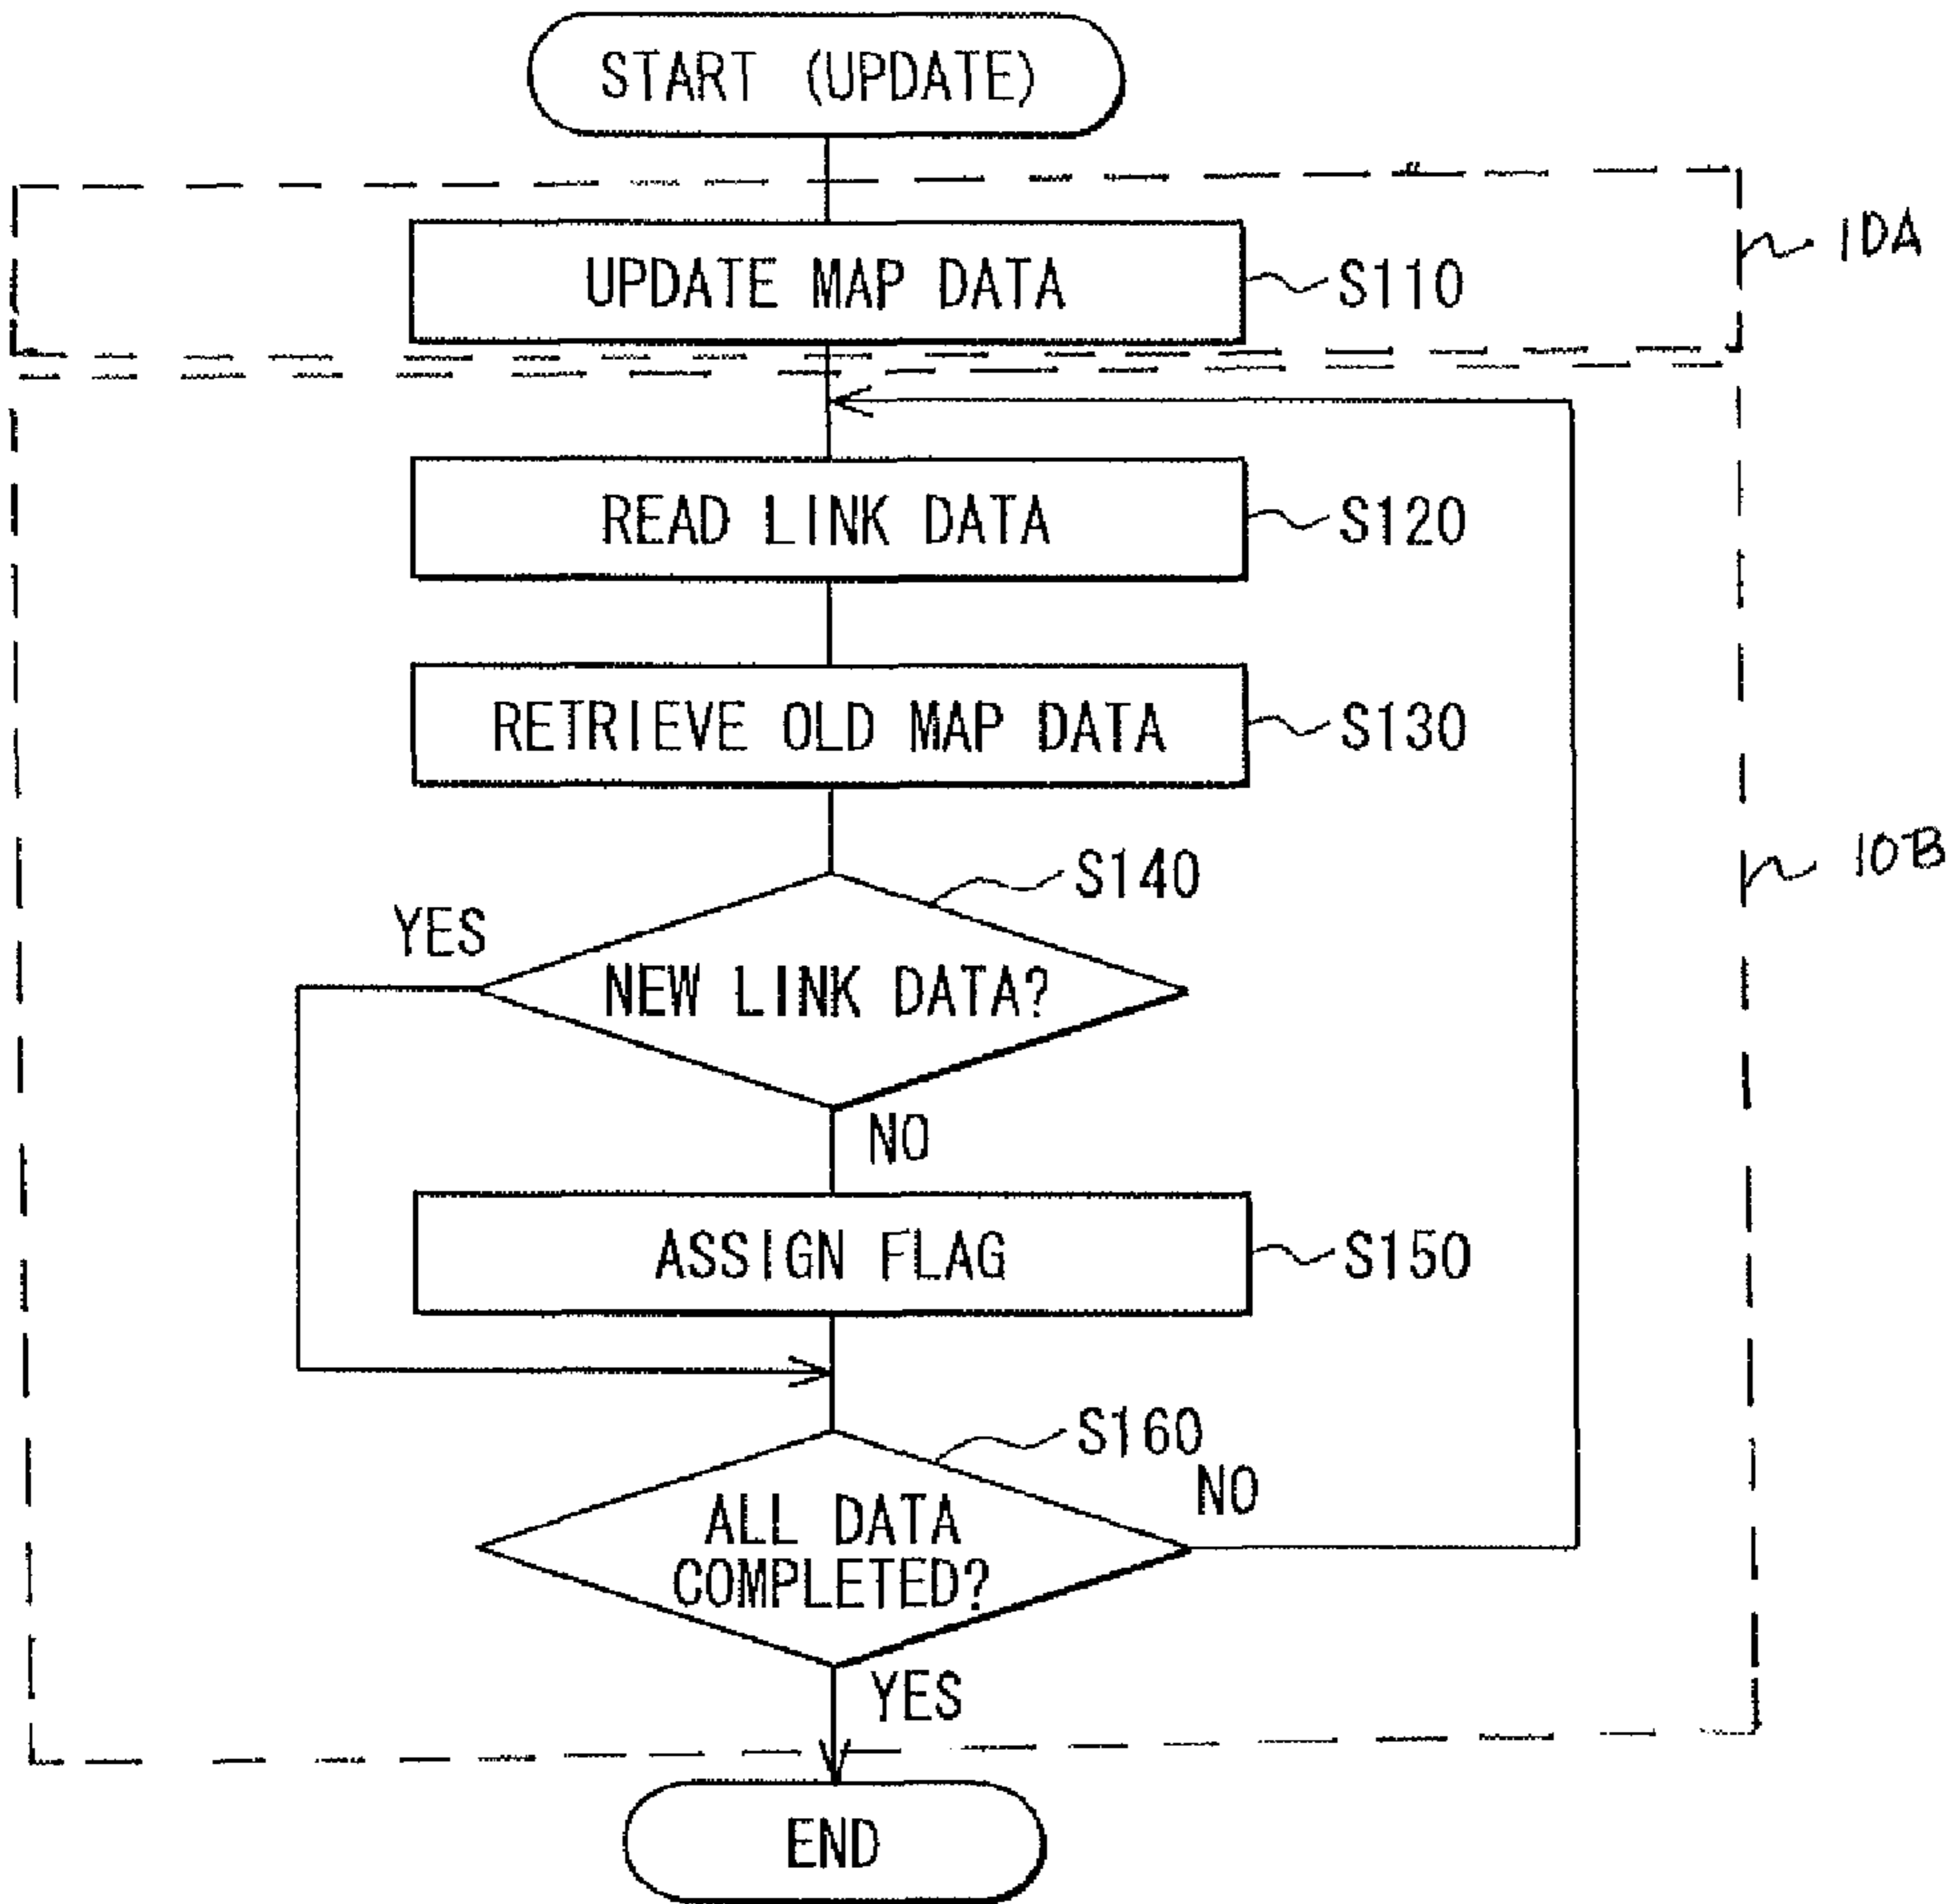 START (UPDATE)
UPDATE MAP DATA
S110
10A
READ LINK DATA
S120
RETRIEVE OLD MAP DATA
S130
S140
YES
NEW LINK DATA?
10B
NO
ASSIGN FLAG
S150
S160
NO
ALL DATA
COMPLETED?
YES
END